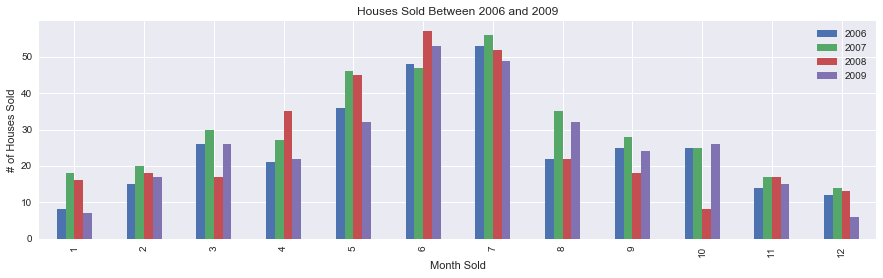 Houses Sold Between 2006 and 2009
# of Houses Sold
50
40
30
20
10
0
2006
2007
2008
2009
1 2 3 4 5 6 7 8 9 10 11 12
Month Sold